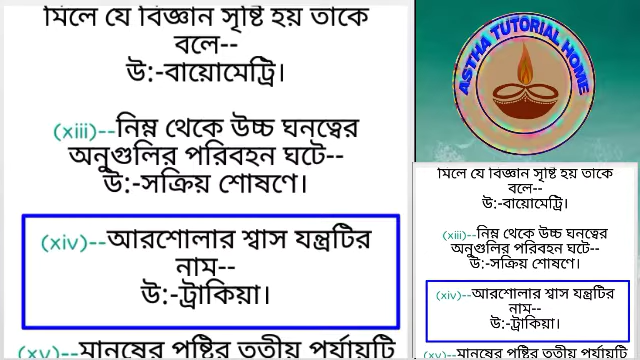 মিলে যে বিজ্ঞান সৃষ্টি হয় তাকে
বলে--
উ:-বায়োমেট্রি।
(xiii)--নিম্ন থেকে উচ্চ ঘনত্বের
অনুগুলির পরিবহন ঘটে--
উ:-সক্রিয় শোষণে।
(xiv)--আরশোলার শ্বাস যন্ত্রটির
নাম--
উ:-ট্রাকিয়া।
(xv)--মানুষের পুষ্টির তৃতীয় পর্যায়টি
ASTHA TUTORIAL HOME
মিলে যে বিজ্ঞান সৃষ্টি হয় তাকে
বলে--
উ:-বায়োমেট্রি।
(xiii)--নিম্ন থেকে উচ্চ ঘনত্বের
অনুগুলির পরিবহন ঘটে--
উ:-সক্রিয় শোষণে।
(xiv)--আরশোলার শ্বাস যন্ত্রটির
নাম--
উ:-ট্রাকিয়া।
(xv)--মানুষের পুষ্টির তৃতীয় পর্যায়টি